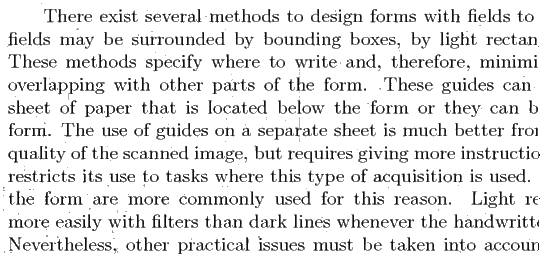 There exist several methods to design forms with fields to
fields may be surrounded by bounding boxes, by light rectan
These methods specify where to write and, therefore, minimi
overlapping with other parts of the form. These guides can
sheet of paper that is located below the form or they can b
form. The use of guides on a separate sheet is much better from
quality of the scanned image, but requires giving more instructio
restricts its use to tasks where this type of acquisition is used.
the form are more commonly used for this reason. Light re
more easily with filters than dark lines whenever the handwritte
Nevertheless, other practical issues must be taken into accoun